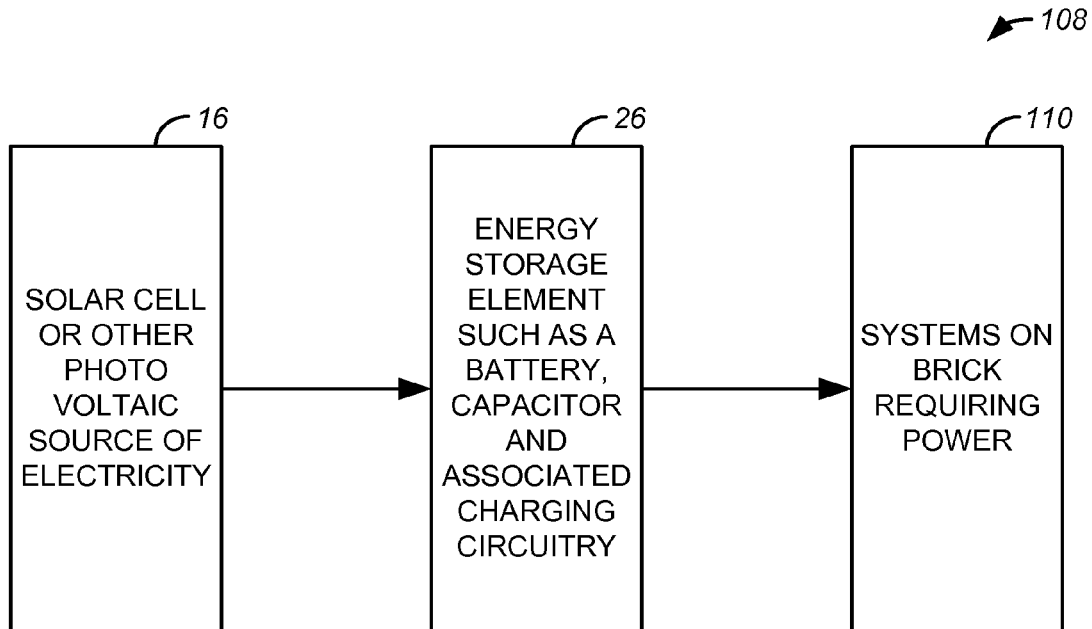 108
16
26
110
SOLAR CELL
OR OTHER
PHOTO
VOLTAIC
SOURCE OF
ELECTRICITY
ENERGY
STORAGE
ELEMENT
SUCH AS A
BATTERY,
CAPACITOR
AND
ASSOCIATED
CHARGING
CIRCUITRY
SYSTEMS ON
BRICK
REQUIRING
POWER